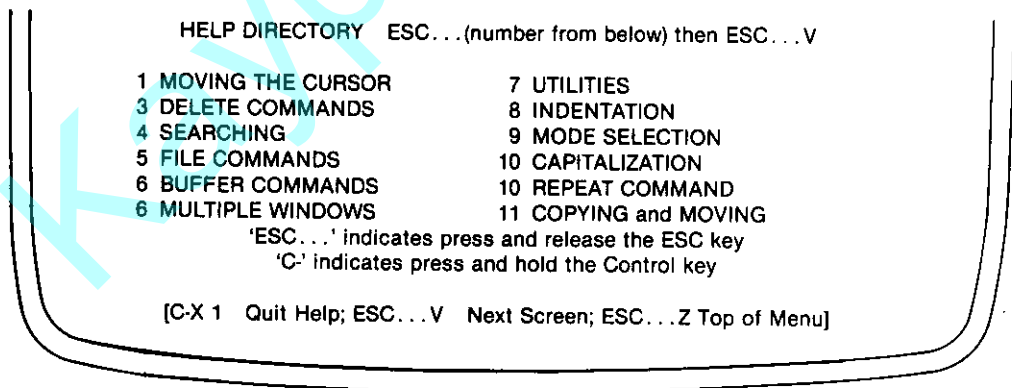 HELP DIRECTORY ESC...(number from below) then ESC...V
1 MOVING THE CURSOR
3 DELETE COMMANDS
4 SEARCHING
5 FILE COMMANDS
6 BUFFER COMMANDS
6 MULTIPLE WINDOWS
7 UTILITIES
8 INDENTATION
9 MODE SELECTION
10 CAPITALIZATION
10 REPEAT COMMAND
11 COPYING and MOVING
'ESC...' indicates press and release the ESC key
'C-' indicates press and hold the Control key
[C-X 1 Quit Help; ESC...V Next Screen; ESC...Z Top of Menu]